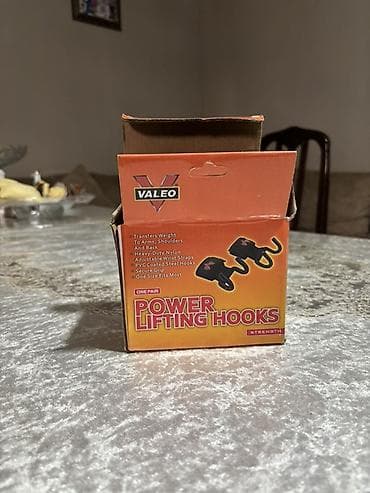 VALEO
Transfers Weight
To Arms, Shoulders
And Back
Heavy-Duty Nylon
Adjustable Wrist Straps
PVC Coated Steel Hooks
Secure Grip
One Size Fits Most
ONE PAIR
POWER
LIFTING HOOKS
STRENGTH